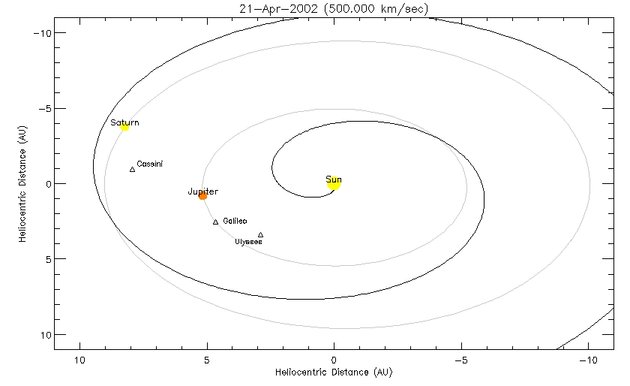 21-Apr-2002 (500.000 km/sec)
-10
-5
0
5
10
Heliocentric Distance (AU)
Saturn
Cassini
Sun
Jupiter
Galileo
Ulysses
10
5
0
-5
-10
Heliocentric Distance (AU)